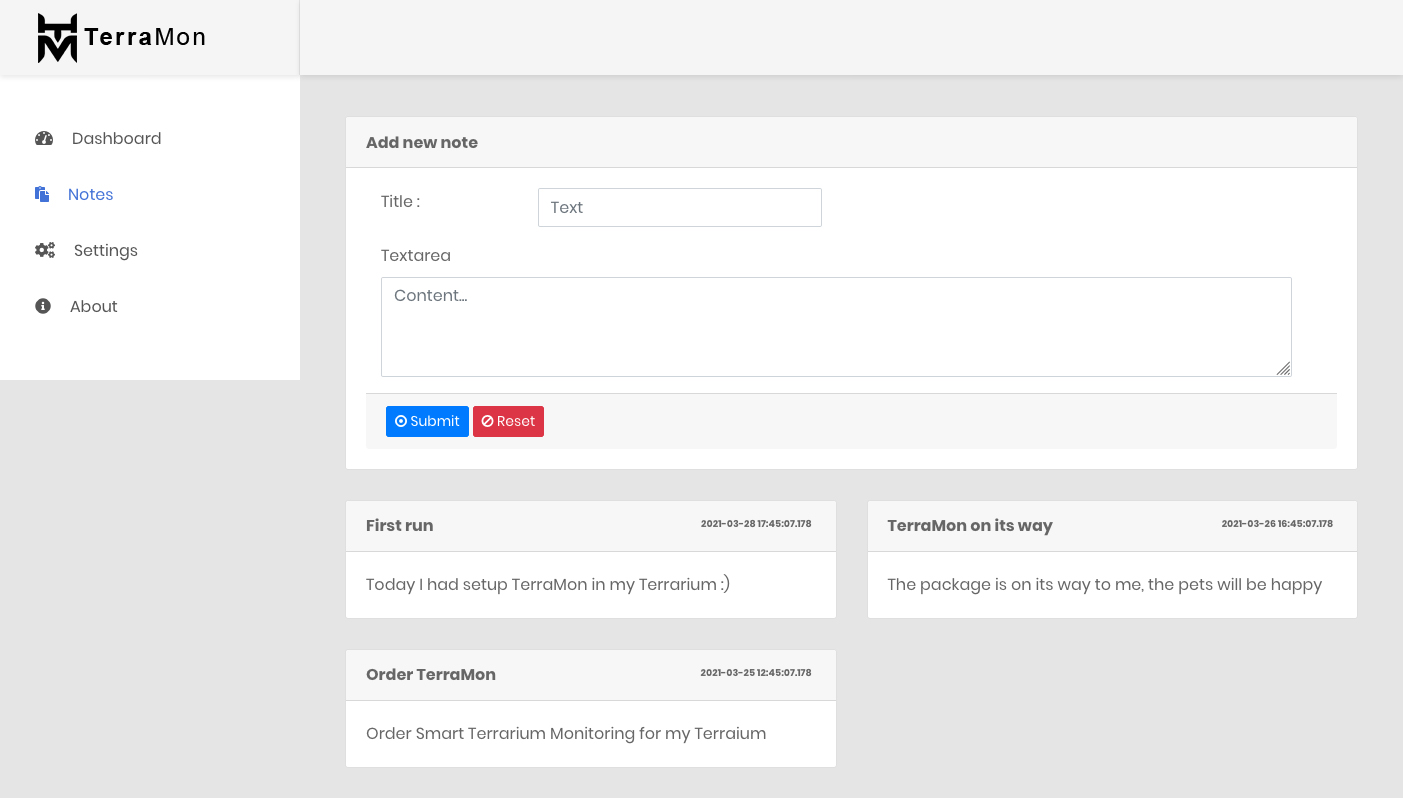 TerraMon
Dashboard
Notes
Settings
About
Add new note
Title :
Text
Textarea
Content...
Submit Reset
First run 2021-03-28 17:45:07.178
Today I had setup TerraMon in my Terrarium :)
TerraMon on its way 2021-03-26 16:45:07.178
The package is on its way to me, the pets will be happy
Order TerraMon 2021-03-25 12:45:07.178
Order Smart Terrarium Monitoring for my Terraium